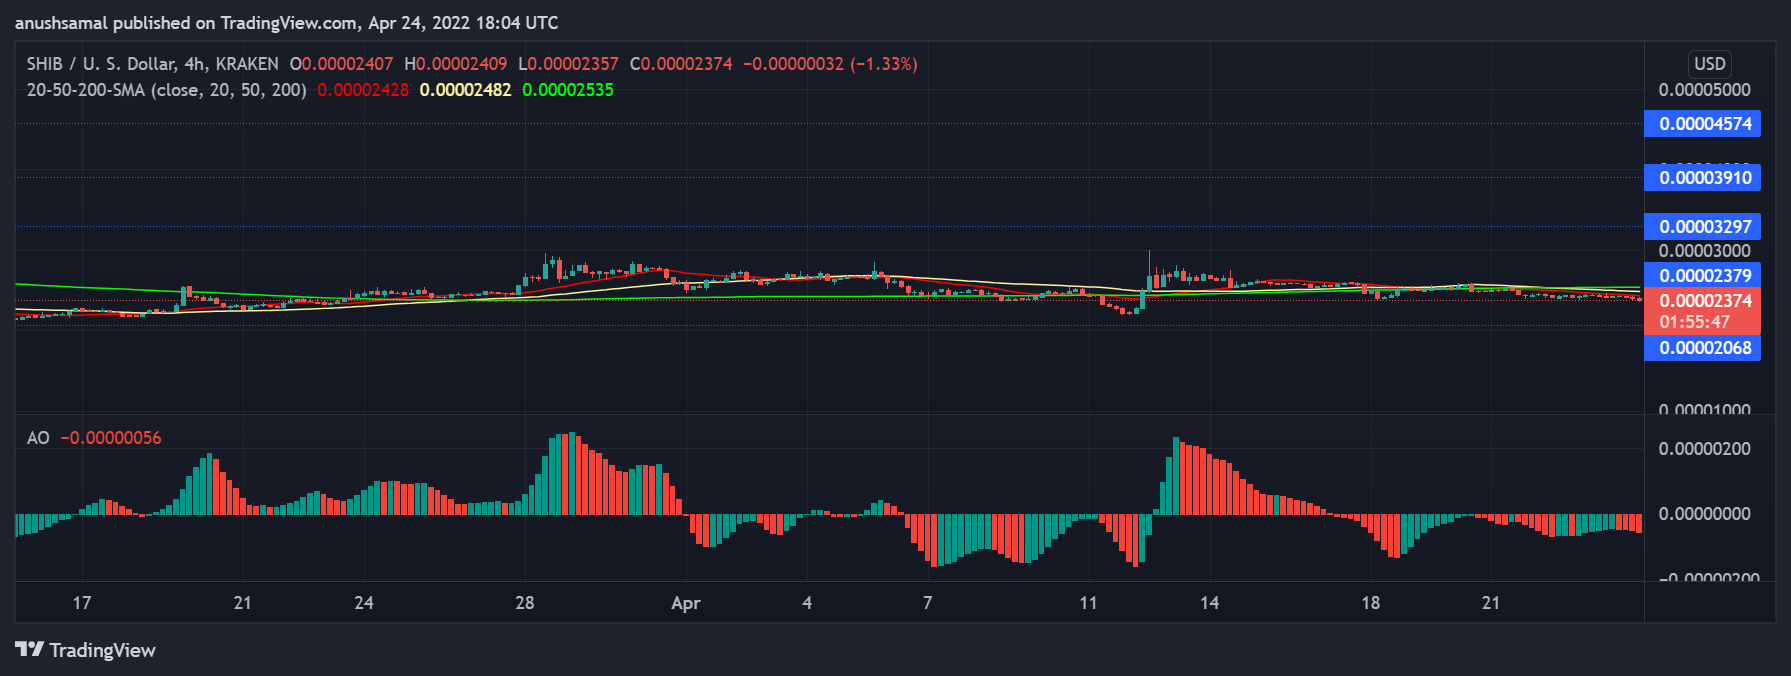 anushsamal published on TradingView.com, Apr 24, 2022 18:04 UTC
SHIB / U. S. Dollar, 4h, KRAKEN O0.00002407 H0.00002409 L0.00002357 C0.00002374 −0.00000032 (−1.33%)
20-50-200-SMA (close, 20, 50, 200) 0.00002428 0.00002482 0.00002535
USD
0.00005000
0.00004574
0.00003910
0.00003297
0.00003000
0.00002379
0.00002374
01:55:47
0.00002068
0.00001000
AO −0.00000056
0.00000200
0.00000000
−0.00000200
17 21 24 28 Apr 4 7 11 14 18 21
TradingView